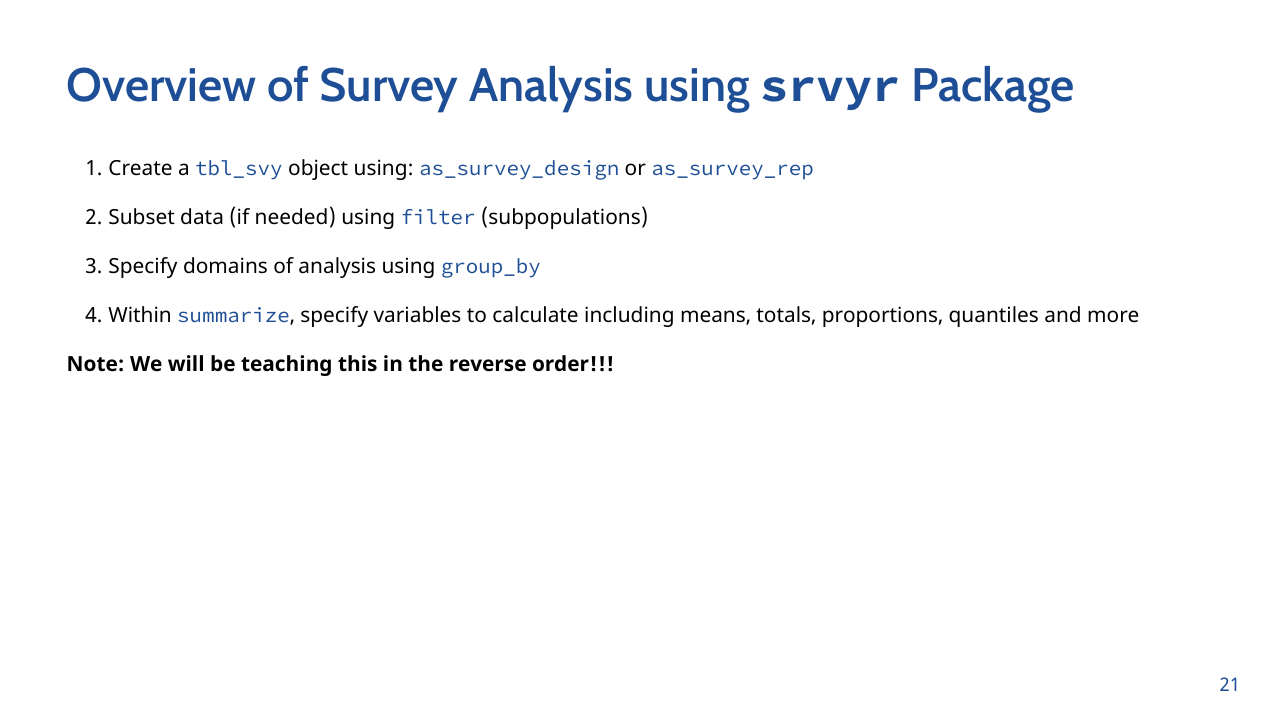 Overview of Survey Analysis using srvyr Package
1. Create a tbl_svy object using: as_survey_design or as_survey_rep
2. Subset data (if needed) using filter (subpopulations)
3. Specify domains of analysis using group_by
4. Within summarize, specify variables to calculate including means, totals, proportions, quantiles and more
Note: We will be teaching this in the reverse order!!!
21